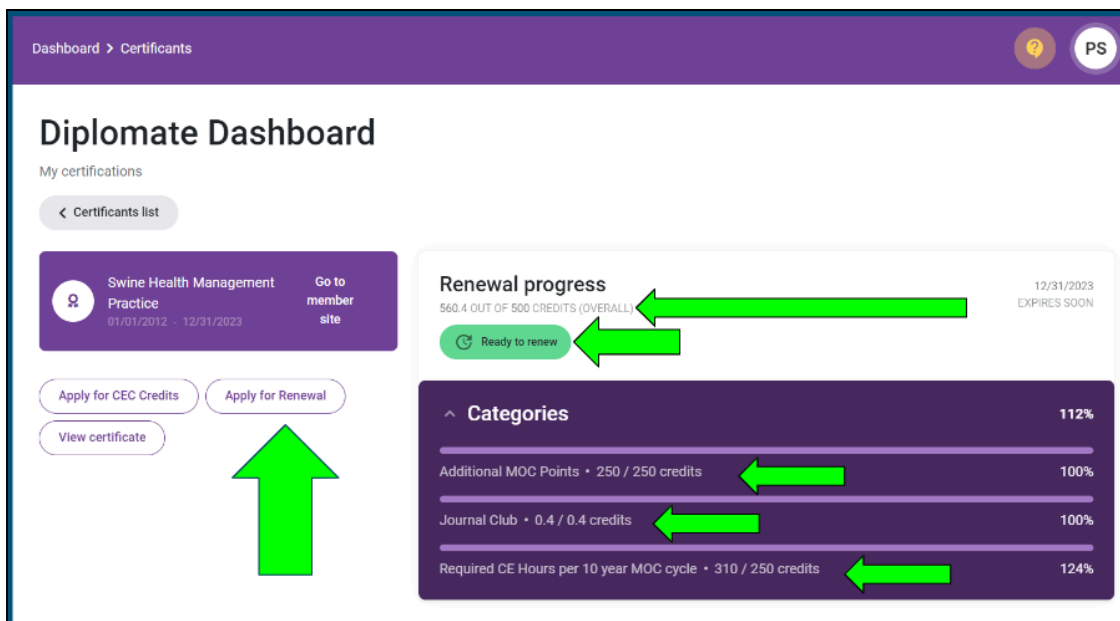 Dashboard > Certificants
PS
Diplomate Dashboard
My certifications
< Certificants list
Swine Health Management
Practice
01/01/2012 - 12/31/2023
Go to
member
site
Apply for CEC Credits
Apply for Renewal
View certificate
Renewal progress
560.4 OUT OF 500 CREDITS (OVERALL)
12/31/2023
EXPIRES SOON
Ready to renew
Categories
112%
Additional MOC Points • 250 / 250 credits
100%
Journal Club • 0.4 / 0.4 credits
100%
Required CE Hours per 10 year MOC cycle • 310 / 250 credits
124%